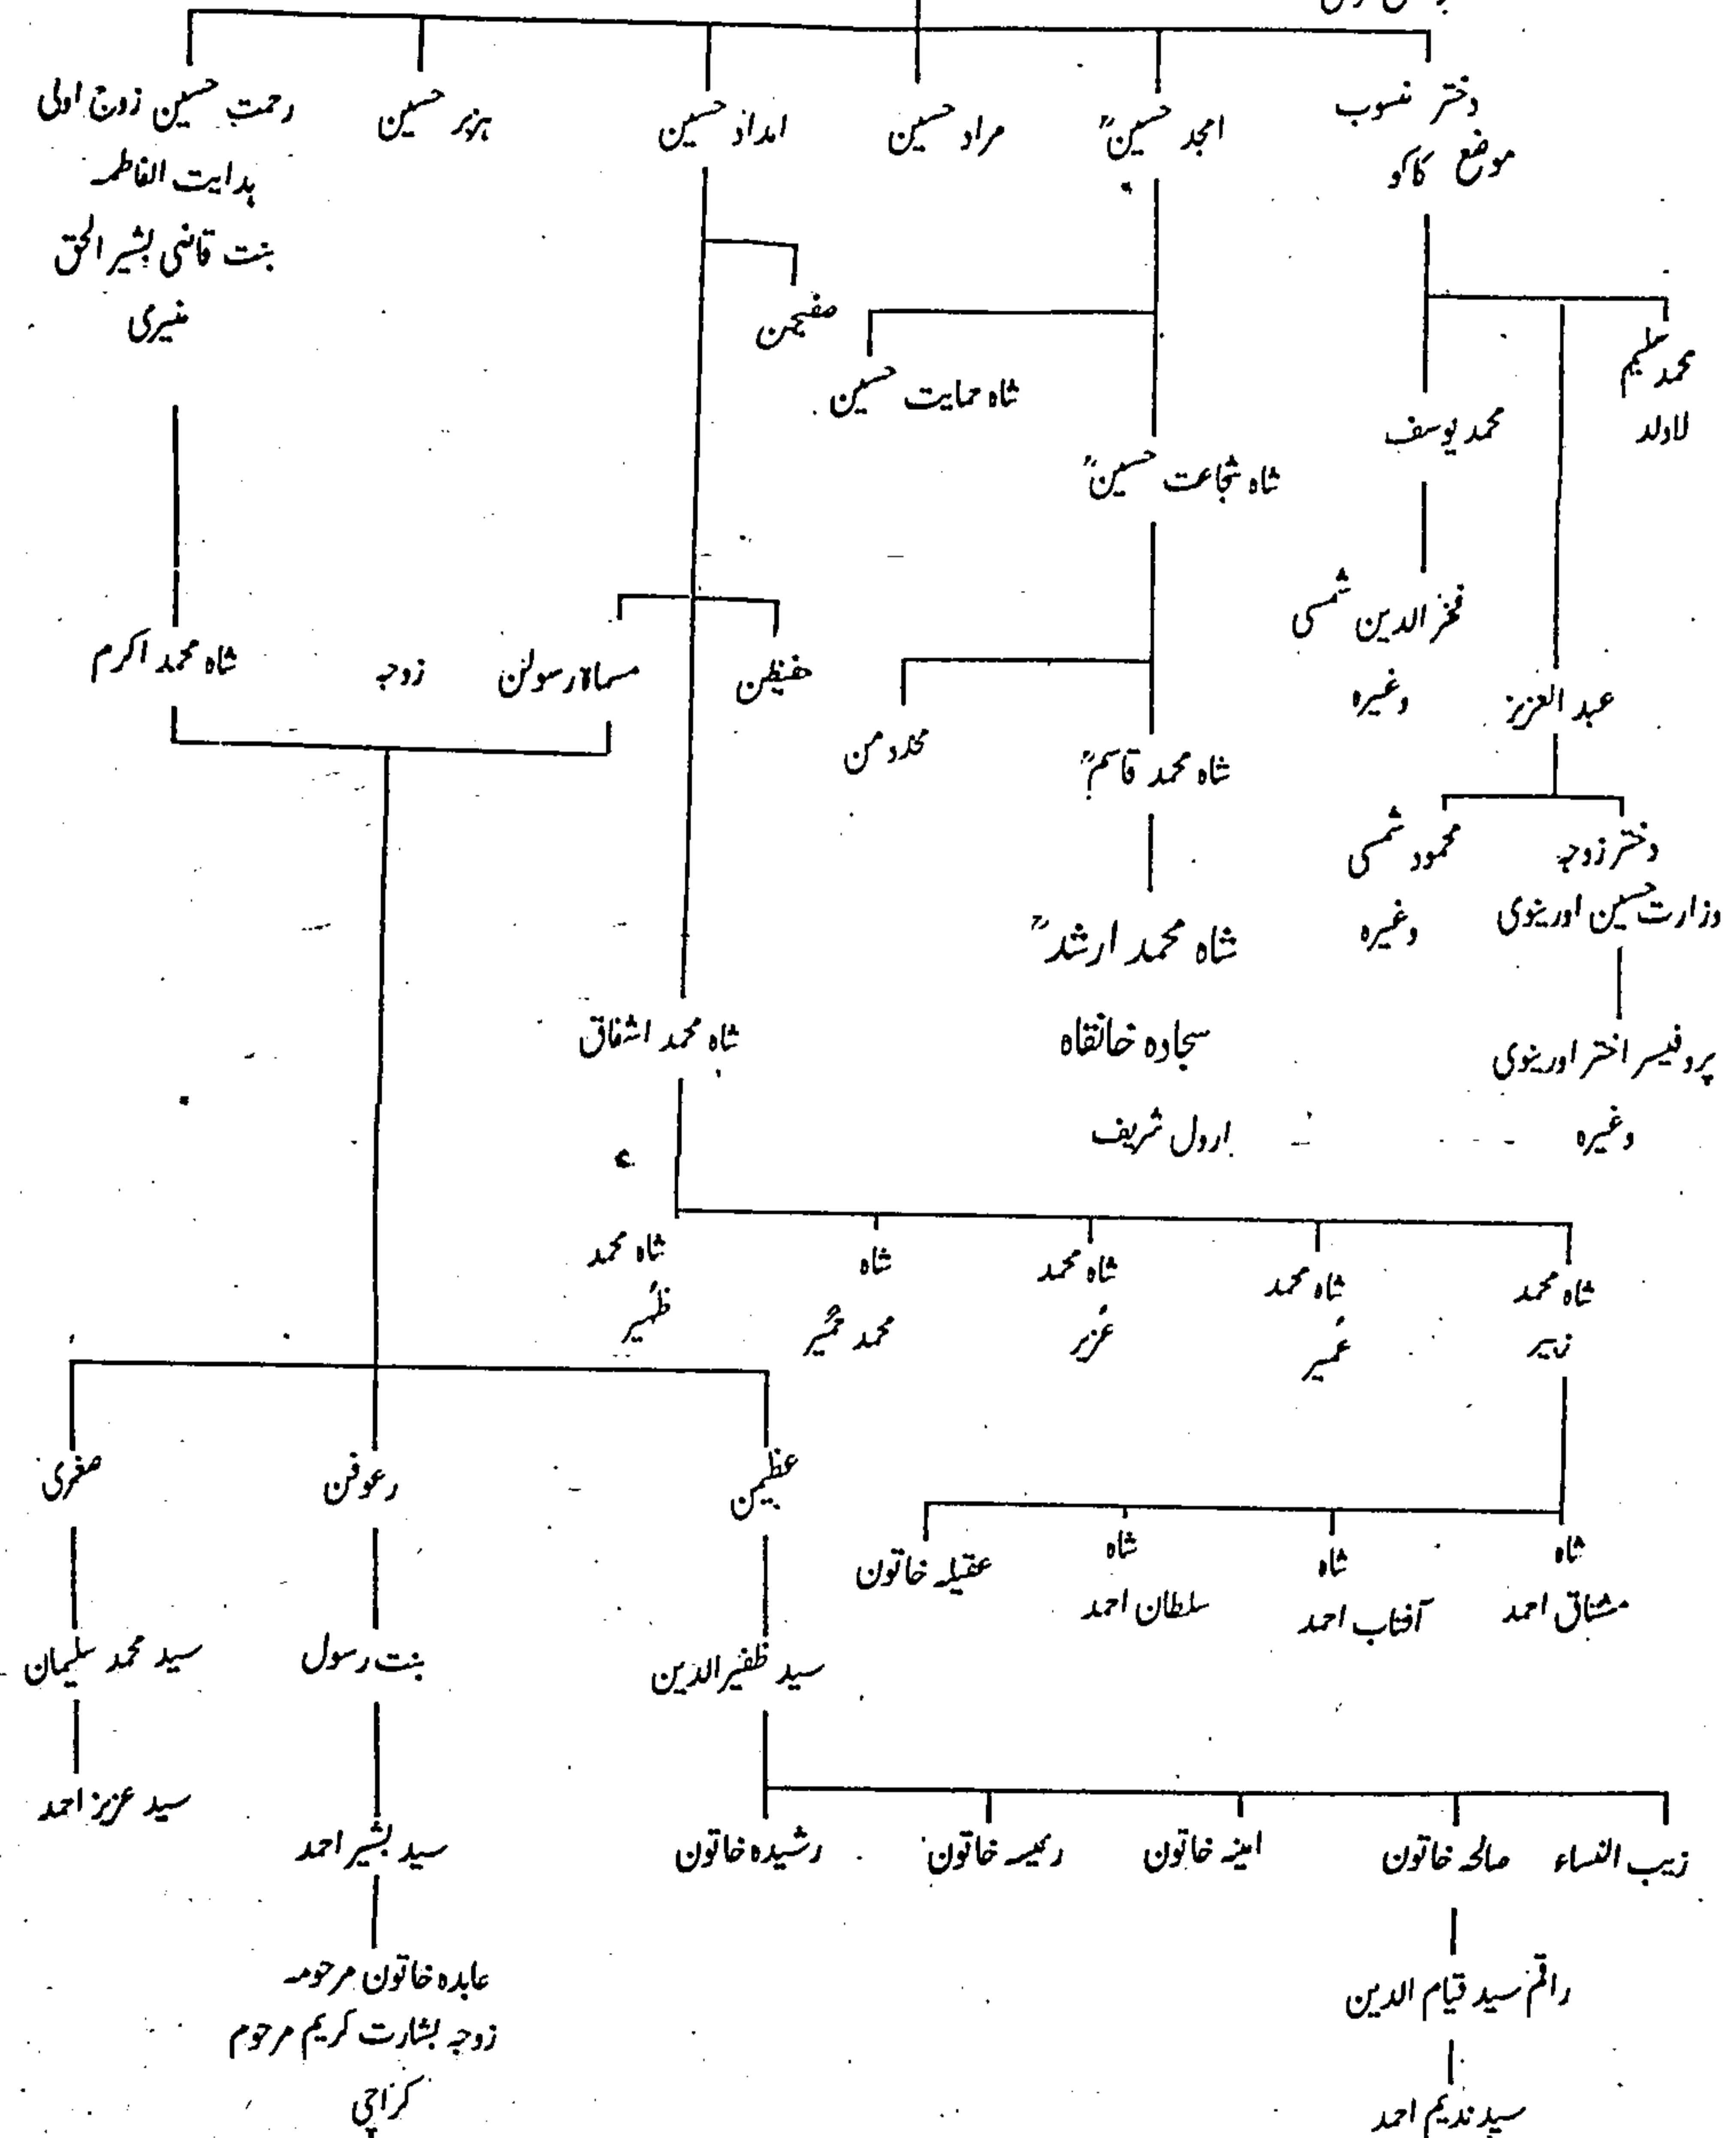 دختر منسوب
موضع کاکو
امجد حسینؒ
مراد حسین
امداد حسین
ہزبر حسین
رحمت حسین زوج اولی
ہدایت الفاطمہ
بنت قاضی بشیر الحق
منیری
محمد سلیم
لاولد
محمد یوسف
شاہ حمایت حسین
شاہ شجاعت حسینؒ
فخر الدین شمسی
وغیرہ
عبد العزیز
حفیظن
مسماۃ رسولن
زوجہ
شاہ محمد اکرم
مخدومن
شاہ محمد قاسمؒ
دختر زوجہ
وزارت حسین اورینوی
محمود شمسی
وغیرہ
شاہ محمد ارشدؒ
سجادہ خانقاہ
ارول شریف
پروفیسر اختر اورینوی
وغیرہ
شاہ محمد اشفاق
شاہ محمد
زبیر
شاہ محمد
عُمیر
شاہ محمد
عُزیر
شاہ
محمد حُمیر
شاہ محمد
ظہُیر
صغریٰ
رعوفن
عظیمن
شاہ
مشتاق احمد
شاہ
آفتاب احمد
شاہ
سلطان احمد
عقیلہ خاتون
سید ظفیر الدین
بنت رسول
سید محمد سلیمان
سید عزیز احمد
سید بشیر احمد
زیب النساء
صالحہ خاتون
امینہ خاتون
رئیسہ خاتون
رشیدہ خاتون
راقم سید قیام الدین
سید ندیم احمد
عابدہ خاتون مرحومہ
زوجہ بشارت کریم مرحوم
کراچی